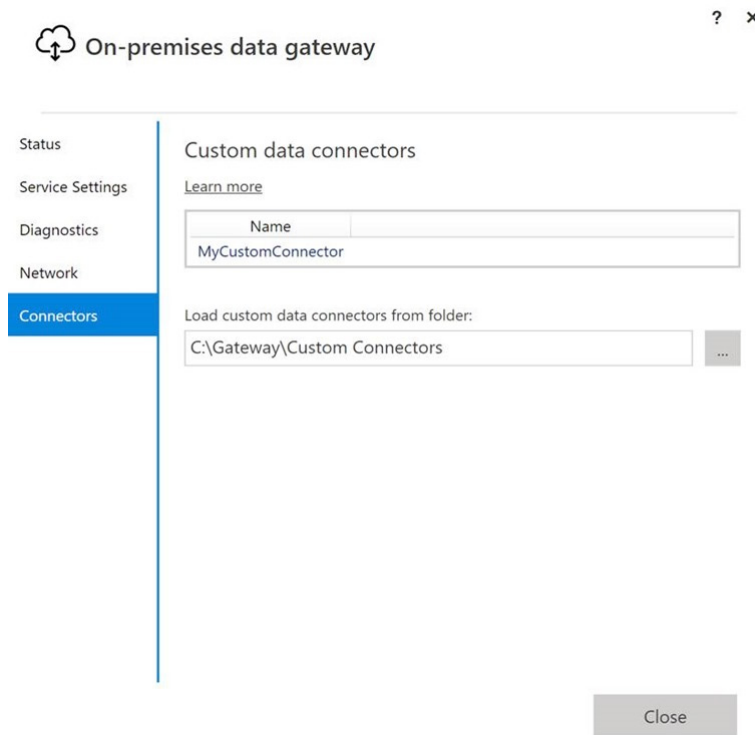 ? ×
On-premises data gateway
Status
Service Settings
Diagnostics
Network
Connectors
Custom data connectors
Learn more
Name
MyCustomConnector
Load custom data connectors from folder:
C:\Gateway\Custom Connectors
...
Close